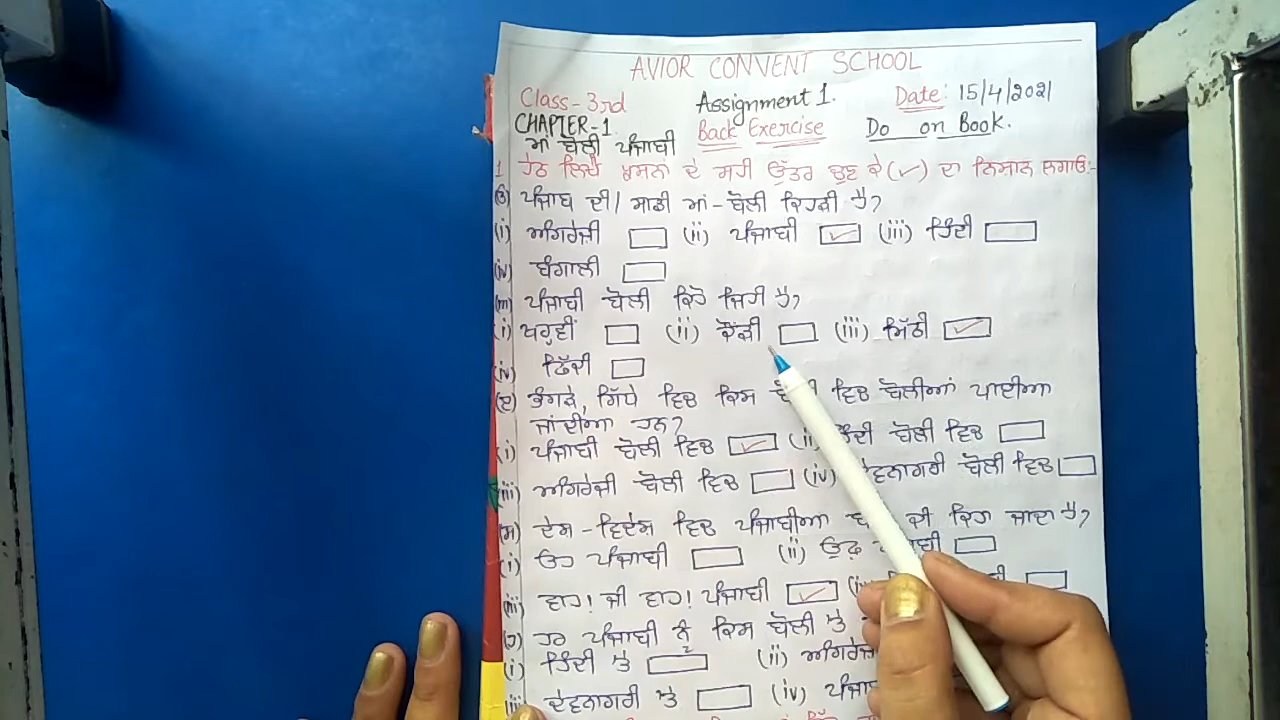 AVIOR CONVENT SCHOOL
Class-3rd Assignment 1. Date: 15/4/2021
CHAPTER-1 Back Exercise Do on Book.
ਮਾਂ ਬੋਲੀ ਪੰਜਾਬੀ
1 ਹੇਠ ਲਿਖੇ ਪ੍ਰਸ਼ਨਾਂ ਦੇ ਸਹੀ ਉੱਤਰ ਚੁਣ ਕੇ (✓) ਦਾ ਨਿਸ਼ਾਨ ਲਗਾਓ:-
(ੳ) ਪੰਜਾਬ ਦੀ/ਸਾਡੀ ਮਾਂ-ਬੋਲੀ ਕਿਹੜੀ ਹੈ?
(i) ਅੰਗਰੇਜ਼ੀ (ii) ਪੰਜਾਬੀ ✓ (iii) ਹਿੰਦੀ
(iv) ਬੰਗਾਲੀ
(ਅ) ਪੰਜਾਬੀ ਬੋਲੀ ਕਿਹੋ ਜਿਹੀ ਹੈ?
(i) ਖਰ੍ਹਵੀਂ (ii) ਕੌੜੀ (iii) ਮਿੱਠੀ ✓
(iv) ਫਿੱਕੀ
(ੲ) ਭੰਗੜੇ, ਗਿੱਧੇ ਵਿਚ ਕਿਸ ਵਿਚ ਬੋਲੀਆਂ ਪਾਈਆ
ਜਾਂਦੀਆ ਹਨ?
(i) ਪੰਜਾਬੀ ਬੋਲੀ ਵਿਚ ✓ ਹਿੰਦੀ ਬੋਲੀ ਵਿਚ
(iii) ਅੰਗਰੇਜ਼ੀ ਬੋਲੀ ਵਿਚ (iv) ਦੇਵਨਾਗਰੀ ਬੋਲੀ ਵਿਚ
(ਸ) ਦੇਸ਼-ਵਿਦੇਸ਼ ਵਿਚ ਪੰਜਾਬੀਆ ਕੀ ਕਿਹਾ ਜਾਂਦਾ ਹੈ?
(i) ਓਹ ਪੰਜਾਬੀ (ii)
(iii) ਵਾਹ! ਜੀ ਵਾਹ! ਪੰਜਾਬੀ ✓
(ਹ) ਹਰ ਪੰਜਾਬੀ ਨੂੰ ਕਿਸ ਬੋਲੀ 'ਤੇ
(i) ਹਿੰਦੀ 'ਤੇ (ii)
(iii) ਦੇਵਨਾਗਰੀ 'ਤੇ (iv)